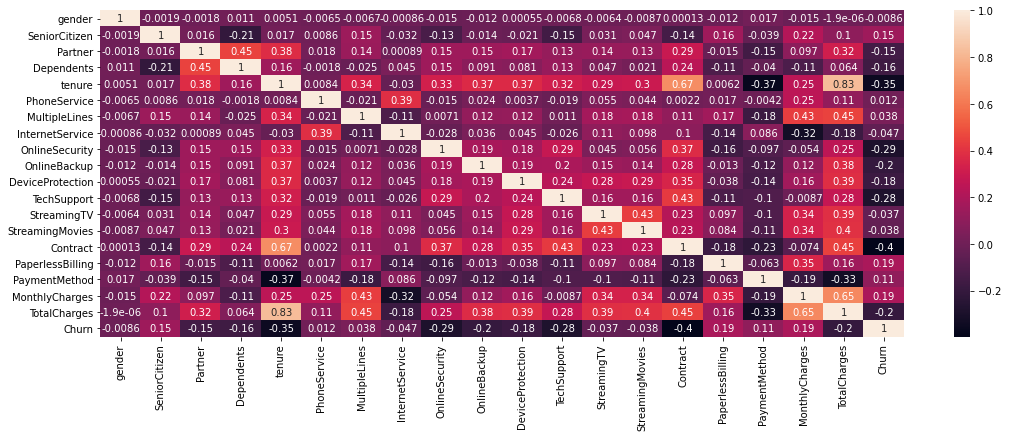 gender 1 -0.0019 -0.0018 0.011 0.0051 -0.0065 -0.0067 -0.00086 -0.015 -0.012 0.00055 -0.0068 -0.0064 -0.0087 0.00013 -0.012 0.017 -0.015 -1.9e-06 -0.0086
SeniorCitizen -0.0019 1 0.016 -0.21 0.017 0.0086 0.15 -0.032 -0.13 -0.014 -0.021 -0.15 0.031 0.047 -0.14 0.16 -0.039 0.22 0.1 0.15
Partner -0.0018 0.016 1 0.45 0.38 0.018 0.14 0.00089 0.15 0.15 0.17 0.13 0.14 0.13 0.29 -0.015 -0.15 0.097 0.32 -0.15
Dependents 0.011 -0.21 0.45 1 0.16 -0.0018 -0.025 0.045 0.15 0.091 0.081 0.13 0.047 0.021 0.24 -0.11 -0.04 -0.11 0.064 -0.16
tenure 0.0051 0.017 0.38 0.16 1 0.0084 0.34 -0.03 0.33 0.37 0.37 0.32 0.29 0.3 0.67 0.0062 -0.37 0.25 0.83 -0.35
PhoneService -0.0065 0.0086 0.018 -0.0018 0.0084 1 -0.021 0.39 -0.015 0.024 0.0037 -0.019 0.055 0.044 0.0022 0.017 -0.0042 0.25 0.11 0.012
MultipleLines -0.0067 0.15 0.14 -0.025 0.34 -0.021 1 -0.11 0.0071 0.12 0.12 0.011 0.18 0.18 0.11 0.17 -0.18 0.43 0.45 0.038
InternetService -0.00086 -0.032 0.00089 0.045 -0.03 0.39 -0.11 1 -0.028 0.036 0.045 -0.026 0.11 0.098 0.1 -0.14 0.086 -0.32 -0.18 -0.047
OnlineSecurity -0.015 -0.13 0.15 0.15 0.33 -0.015 0.0071 -0.028 1 0.19 0.18 0.29 0.045 0.056 0.37 -0.16 -0.097 -0.054 0.25 -0.29
OnlineBackup -0.012 -0.014 0.15 0.091 0.37 0.024 0.12 0.036 0.19 1 0.19 0.2 0.15 0.14 0.28 -0.013 -0.12 0.12 0.38 -0.2
DeviceProtection 0.00055 -0.021 0.17 0.081 0.37 0.0037 0.12 0.045 0.18 0.19 1 0.24 0.28 0.29 0.35 -0.038 -0.14 0.16 0.39 -0.18
TechSupport -0.0068 -0.15 0.13 0.13 0.32 -0.019 0.011 -0.026 0.29 0.2 0.24 1 0.16 0.16 0.43 -0.11 -0.1 -0.0087 0.28 -0.28
StreamingTV -0.0064 0.031 0.14 0.047 0.29 0.055 0.18 0.11 0.045 0.15 0.28 0.16 1 0.43 0.23 0.097 -0.1 0.34 0.39 -0.037
StreamingMovies -0.0087 0.047 0.13 0.021 0.3 0.044 0.18 0.098 0.056 0.14 0.29 0.16 0.43 1 0.23 0.084 -0.11 0.34 0.4 -0.038
Contract 0.00013 -0.14 0.29 0.24 0.67 0.0022 0.11 0.1 0.37 0.28 0.35 0.43 0.23 0.23 1 -0.18 -0.23 -0.074 0.45 -0.4
PaperlessBilling -0.012 0.16 -0.015 -0.11 0.0062 0.017 0.17 -0.14 -0.16 -0.013 -0.038 -0.11 0.097 0.084 -0.18 1 -0.063 0.35 0.16 0.19
PaymentMethod 0.017 -0.039 -0.15 -0.04 -0.37 -0.0042 -0.18 0.086 -0.097 -0.12 -0.14 -0.1 -0.1 -0.11 -0.23 -0.063 1 -0.19 -0.33 0.11
MonthlyCharges -0.015 0.22 0.097 -0.11 0.25 0.25 0.43 -0.32 -0.054 0.12 0.16 -0.0087 0.34 0.34 -0.074 0.35 -0.19 1 0.65 0.19
TotalCharges -1.9e-06 0.1 0.32 0.064 0.83 0.11 0.45 -0.18 0.25 0.38 0.39 0.28 0.39 0.4 0.45 0.16 -0.33 0.65 1 -0.2
Churn -0.0086 0.15 -0.15 -0.16 -0.35 0.012 0.038 -0.047 -0.29 -0.2 -0.18 -0.28 -0.037 -0.038 -0.4 0.19 0.11 0.19 -0.2 1
gender SeniorCitizen Partner Dependents tenure PhoneService MultipleLines InternetService OnlineSecurity OnlineBackup DeviceProtection TechSupport StreamingTV StreamingMovies Contract PaperlessBilling PaymentMethod MonthlyCharges TotalCharges Churn
1.0
0.8
0.6
0.4
0.2
0.0
−0.2